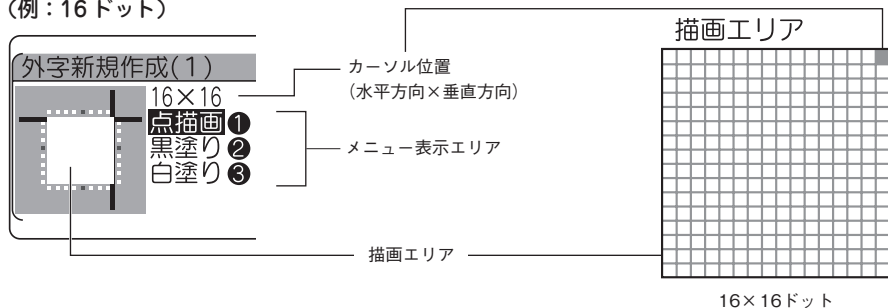 （例：16 ドット）
描画エリア
外字新規作成(1)
カーソル位置
16×16
（水平方向×垂直方向）
点描画❶
黒塗り❷
メニュー表示エリア
白塗り❸
描画エリア
16×16ドット